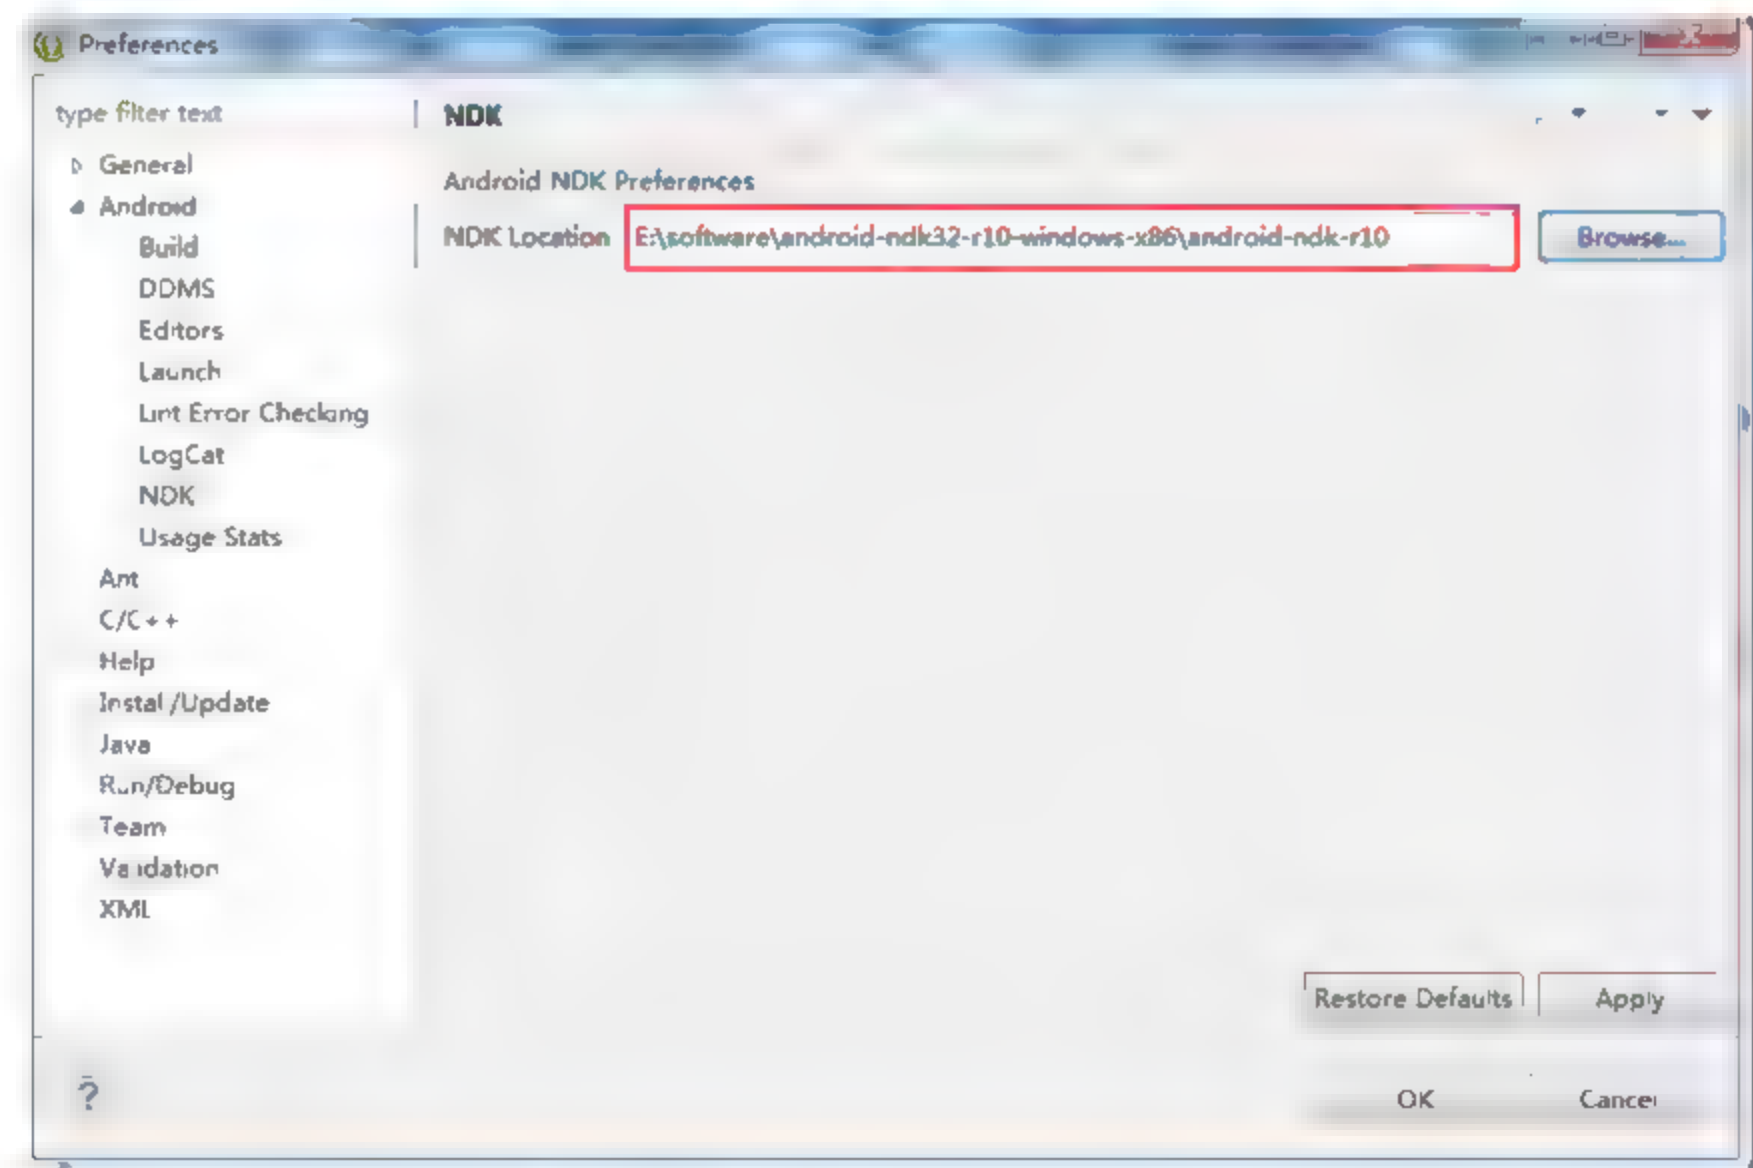 Preferences
type filter text
NDK
General
Android NDK Preferences
Android
NDK Location E:\software\android-ndk32-r10-windows-x86\android-ndk-r10 Browse...
Build
DDMS
Editors
Launch
Lint Error Checking
LogCat
NDK
Usage Stats
Ant
C/C++
Help
Install/Update
Java
Run/Debug
Team
Validation
XML
Restore Defaults Apply
?
OK Cancel